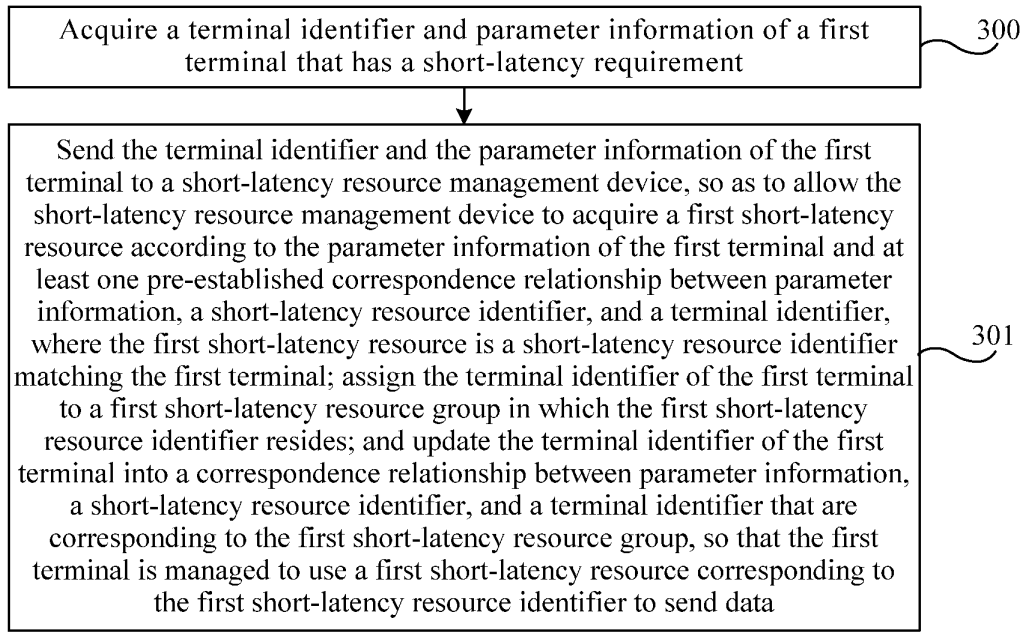 Acquire a terminal identifier and parameter information of a first
terminal that has a short-latency requirement
300
Send the terminal identifier and the parameter information of the first
terminal to a short-latency resource management device, so as to allow the
short-latency resource management device to acquire a first short-latency
resource according to the parameter information of the first terminal and at
least one pre-established correspondence relationship between parameter
information, a short-latency resource identifier, and a terminal identifier,
where the first short-latency resource is a short-latency resource identifier
matching the first terminal; assign the terminal identifier of the first terminal
to a first short-latency resource group in which the first short-latency
resource identifier resides; and update the terminal identifier of the first
terminal into a correspondence relationship between parameter information,
a short-latency resource identifier, and a terminal identifier that are
corresponding to the first short-latency resource group, so that the first
terminal is managed to use a first short-latency resource corresponding to
the first short-latency resource identifier to send data
301